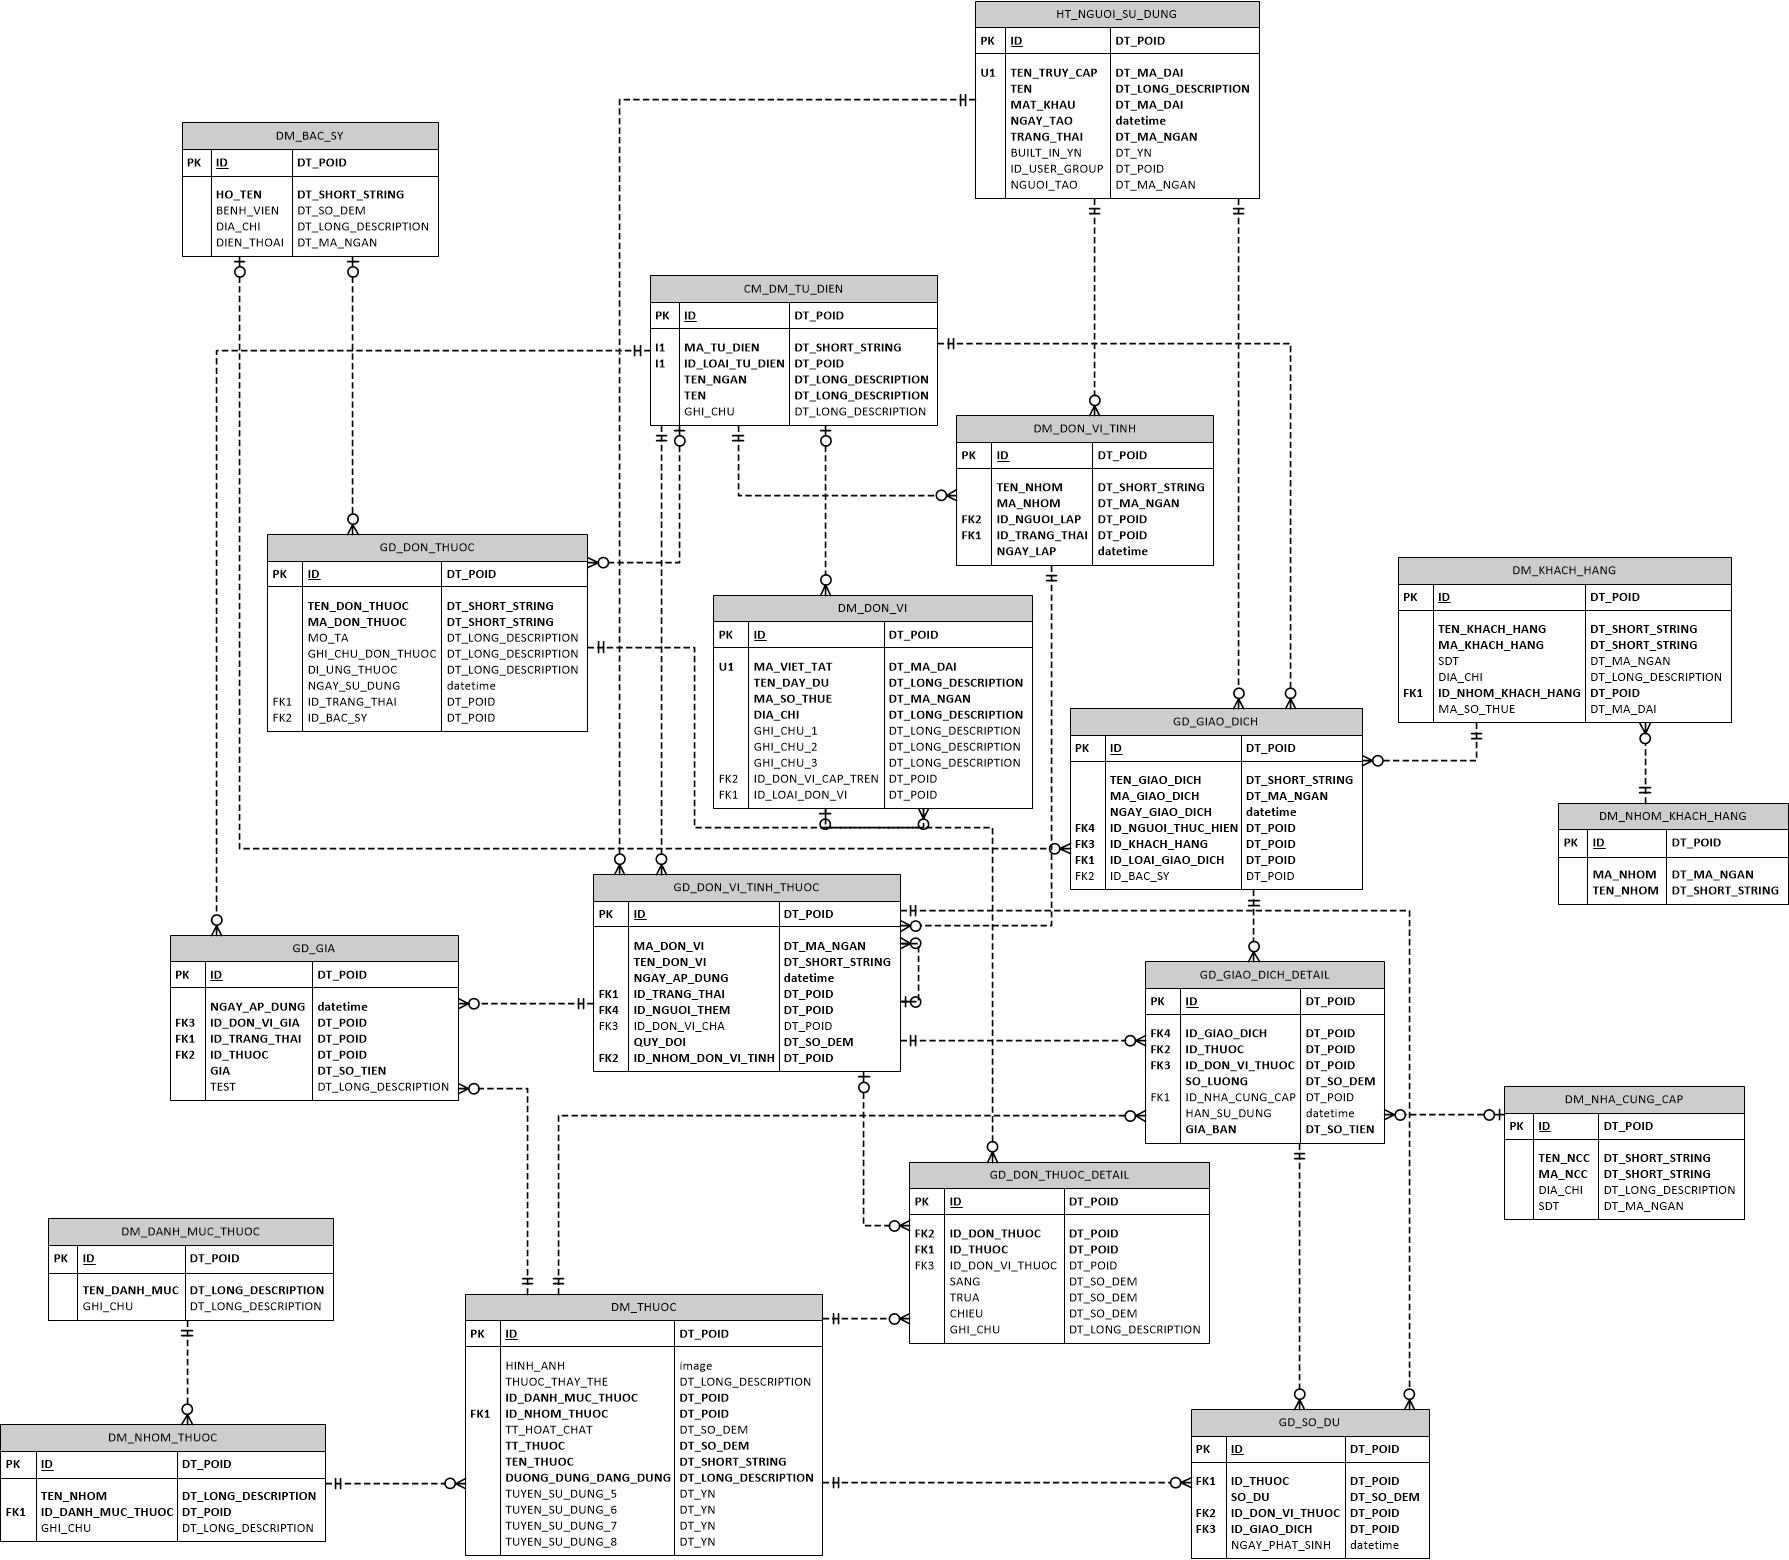 HT_NGUOI_SU_DUNG
PK ID DT_POID
U1 TEN_TRUY_CAP DT_MA_DAI
TEN DT_LONG_DESCRIPTION
MAT_KHAU DT_MA_DAI
NGAY_TAO datetime
TRANG_THAI DT_MA_NGAN
BUILT_IN_YN DT_YN
ID_USER_GROUP DT_POID
NGUOI_TAO DT_MA_NGAN
DM_BAC_SY
PK ID DT_POID
HO_TEN DT_SHORT_STRING
BENH_VIEN DT_SO_DEM
DIA_CHI DT_LONG_DESCRIPTION
DIEN_THOAI DT_MA_NGAN
CM_DM_TU_DIEN
PK ID DT_POID
I1 MA_TU_DIEN DT_SHORT_STRING
I1 ID_LOAI_TU_DIEN DT_POID
TEN_NGAN DT_LONG_DESCRIPTION
TEN DT_LONG_DESCRIPTION
GHI_CHU DT_LONG_DESCRIPTION
DM_DON_VI_TINH
PK ID DT_POID
TEN_NHOM DT_SHORT_STRING
MA_NHOM DT_MA_NGAN
FK2 ID_NGUOI_LAP DT_POID
FK1 ID_TRANG_THAI DT_POID
NGAY_LAP datetime
GD_DON_THUOC
PK ID DT_POID
TEN_DON_THUOC DT_SHORT_STRING
MA_DON_THUOC DT_SHORT_STRING
MO_TA DT_LONG_DESCRIPTION
GHI_CHU_DON_THUOC DT_LONG_DESCRIPTION
DI_UNG_THUOC DT_LONG_DESCRIPTION
NGAY_SU_DUNG datetime
FK1 ID_TRANG_THAI DT_POID
FK2 ID_BAC_SY DT_POID
DM_DON_VI
PK ID DT_POID
U1 MA_VIET_TAT DT_MA_DAI
TEN_DAY_DU DT_LONG_DESCRIPTION
MA_SO_THUE DT_MA_NGAN
DIA_CHI DT_LONG_DESCRIPTION
GHI_CHU_1 DT_LONG_DESCRIPTION
GHI_CHU_2 DT_LONG_DESCRIPTION
GHI_CHU_3 DT_LONG_DESCRIPTION
FK2 ID_DON_VI_CAP_TREN DT_POID
FK1 ID_LOAI_DON_VI DT_POID
DM_KHACH_HANG
PK ID DT_POID
TEN_KHACH_HANG DT_SHORT_STRING
MA_KHACH_HANG DT_SHORT_STRING
SDT DT_MA_NGAN
DIA_CHI DT_LONG_DESCRIPTION
FK1 ID_NHOM_KHACH_HANG DT_POID
MA_SO_THUE DT_MA_DAI
GD_GIAO_DICH
PK ID DT_POID
TEN_GIAO_DICH DT_SHORT_STRING
MA_GIAO_DICH DT_MA_NGAN
NGAY_GIAO_DICH datetime
FK4 ID_NGUOI_THUC_HIEN DT_POID
FK3 ID_KHACH_HANG DT_POID
FK1 ID_LOAI_GIAO_DICH DT_POID
FK2 ID_BAC_SY DT_POID
DM_NHOM_KHACH_HANG
PK ID DT_POID
MA_NHOM DT_MA_NGAN
TEN_NHOM DT_SHORT_STRING
GD_DON_VI_TINH_THUOC
PK ID DT_POID
MA_DON_VI DT_MA_NGAN
TEN_DON_VI DT_SHORT_STRING
NGAY_AP_DUNG datetime
FK1 ID_TRANG_THAI DT_POID
FK4 ID_NGUOI_THEM DT_POID
FK3 ID_DON_VI_CHA DT_POID
QUY_DOI DT_SO_DEM
FK2 ID_NHOM_DON_VI_TINH DT_POID
GD_GIA
PK ID DT_POID
NGAY_AP_DUNG datetime
FK3 ID_DON_VI_GIA DT_POID
FK1 ID_TRANG_THAI DT_POID
FK2 ID_THUOC DT_POID
GIA DT_SO_TIEN
TEST DT_LONG_DESCRIPTION
GD_GIAO_DICH_DETAIL
PK ID DT_POID
FK4 ID_GIAO_DICH DT_POID
FK2 ID_THUOC DT_POID
FK3 ID_DON_VI_THUOC DT_POID
SO_LUONG DT_SO_DEM
FK1 ID_NHA_CUNG_CAP DT_POID
HAN_SU_DUNG datetime
GIA_BAN DT_SO_TIEN
DM_NHA_CUNG_CAP
PK ID DT_POID
TEN_NCC DT_SHORT_STRING
MA_NCC DT_SHORT_STRING
DIA_CHI DT_LONG_DESCRIPTION
SDT DT_MA_NGAN
GD_DON_THUOC_DETAIL
PK ID DT_POID
FK2 ID_DON_THUOC DT_POID
FK1 ID_THUOC DT_POID
FK3 ID_DON_VI_THUOC DT_POID
SANG DT_SO_DEM
TRUA DT_SO_DEM
CHIEU DT_SO_DEM
GHI_CHU DT_LONG_DESCRIPTION
DM_DANH_MUC_THUOC
PK ID DT_POID
TEN_DANH_MUC DT_LONG_DESCRIPTION
GHI_CHU DT_LONG_DESCRIPTION
DM_THUOC
PK ID DT_POID
HINH_ANH image
THUOC_THAY_THE DT_LONG_DESCRIPTION
ID_DANH_MUC_THUOC DT_POID
FK1 ID_NHOM_THUOC DT_POID
TT_HOAT_CHAT DT_SO_DEM
TT_THUOC DT_SO_DEM
TEN_THUOC DT_SHORT_STRING
DUONG_DUNG_DANG_DUNG DT_LONG_DESCRIPTION
TUYEN_SU_DUNG_5 DT_YN
TUYEN_SU_DUNG_6 DT_YN
TUYEN_SU_DUNG_7 DT_YN
TUYEN_SU_DUNG_8 DT_YN
DM_NHOM_THUOC
PK ID DT_POID
TEN_NHOM DT_LONG_DESCRIPTION
FK1 ID_DANH_MUC_THUOC DT_POID
GHI_CHU DT_LONG_DESCRIPTION
GD_SO_DU
PK ID DT_POID
FK1 ID_THUOC DT_POID
SO_DU DT_SO_DEM
FK2 ID_DON_VI_THUOC DT_POID
FK3 ID_GIAO_DICH DT_POID
NGAY_PHAT_SINH datetime